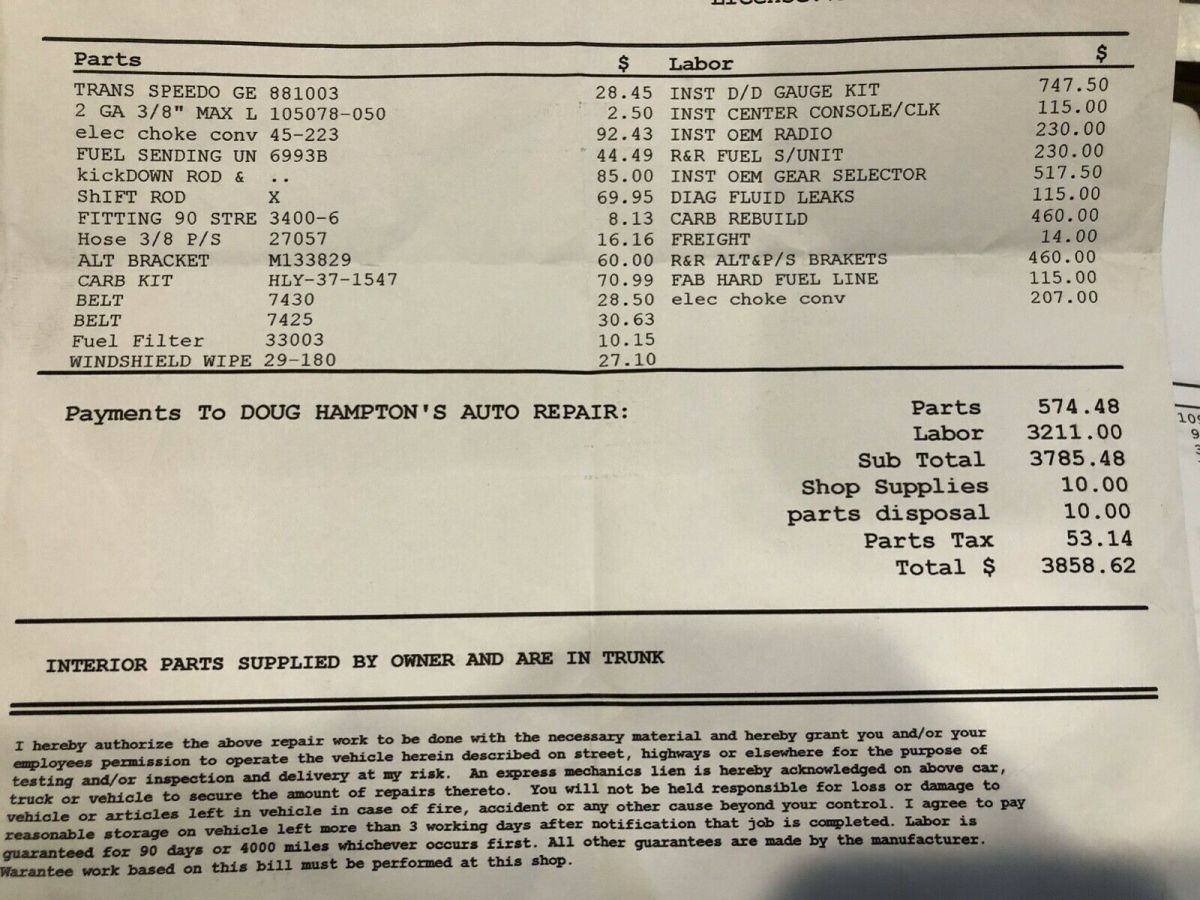 Parts $ Labor $
TRANS SPEEDO GE 881003 28.45 INST D/D GAUGE KIT 747.50
2 GA 3/8" MAX L 105078-050 2.50 INST CENTER CONSOLE/CLK 115.00
elec choke conv 45-223 92.43 INST OEM RADIO 230.00
FUEL SENDING UN 6993B 44.49 R&R FUEL S/UNIT 230.00
kickDOWN ROD & .. 85.00 INST OEM GEAR SELECTOR 517.50
ShIFT ROD X 69.95 DIAG FLUID LEAKS 115.00
FITTING 90 STRE 3400-6 8.13 CARB REBUILD 460.00
Hose 3/8 P/S 27057 16.16 FREIGHT 14.00
ALT BRACKET M133829 60.00 R&R ALT&P/S BRAKETS 460.00
CARB KIT HLY-37-1547 70.99 FAB HARD FUEL LINE 115.00
BELT 7430 28.50 elec choke conv 207.00
BELT 7425 30.63
Fuel Filter 33003 10.15
WINDSHIELD WIPE 29-180 27.10
Payments To DOUG HAMPTON'S AUTO REPAIR: Parts 574.48
Labor 3211.00
Sub Total 3785.48
Shop Supplies 10.00
parts disposal 10.00
Parts Tax 53.14
Total $ 3858.62
INTERIOR PARTS SUPPLIED BY OWNER AND ARE IN TRUNK
I hereby authorize the above repair work to be done with the necessary material and hereby grant you and/or your
employees permission to operate the vehicle herein described on street, highways or elsewhere for the purpose of
testing and/or inspection and delivery at my risk. An express mechanics lien is hereby acknowledged on above car,
truck or vehicle to secure the amount of repairs thereto. You will not be held responsible for loss or damage to
vehicle or articles left in vehicle in case of fire, accident or any other cause beyond your control. I agree to pay
reasonable storage on vehicle left more than 3 working days after notification that job is completed. Labor is
guaranteed for 90 days or 4000 miles whichever occurs first. All other guarantees are made by the manufacturer.
Warantee work based on this bill must be performed at this shop.